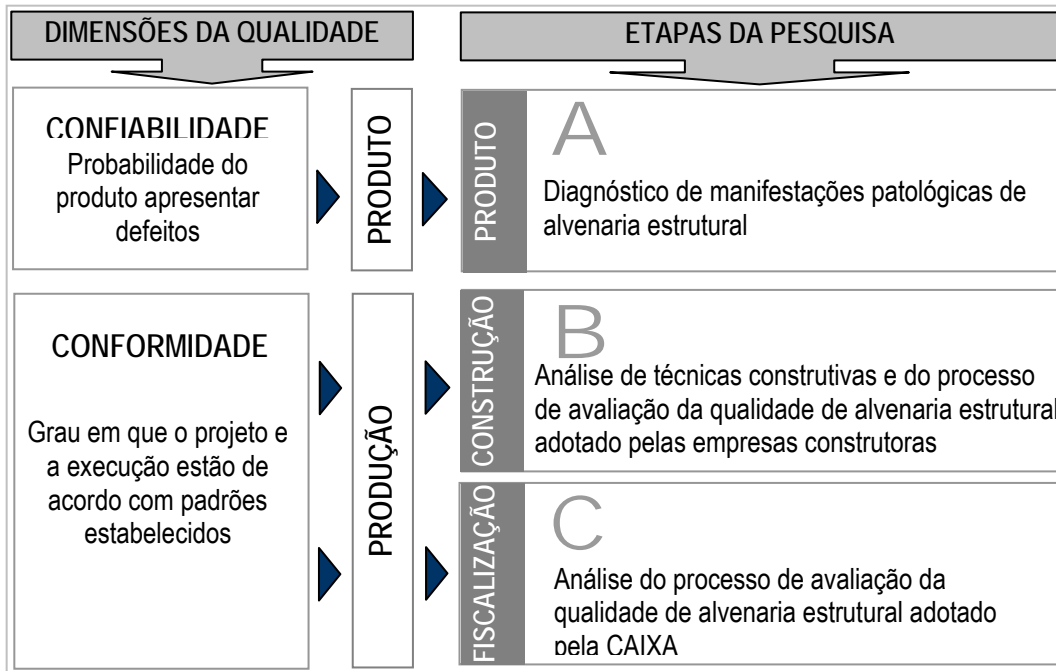 DIMENSÕES DA QUALIDADE
ETAPAS DA PESQUISA
CONFIABILIDADE
Probabilidade do
produto apresentar
defeitos
PRODUTO
PRODUTO
A
Diagnóstico de manifestações patológicas de
alvenaria estrutural
CONFORMIDADE
Grau em que o projeto e
a execução estão de
acordo com padrões
estabelecidos
PRODUÇÃO
CONSTRUÇÃO
B
Análise de técnicas construtivas e do processo
de avaliação da qualidade de alvenaria estrutural
adotado pelas empresas construtoras
FISCALIZAÇÃO
C
Análise do processo de avaliação da
qualidade de alvenaria estrutural adotado
pela CAIXA